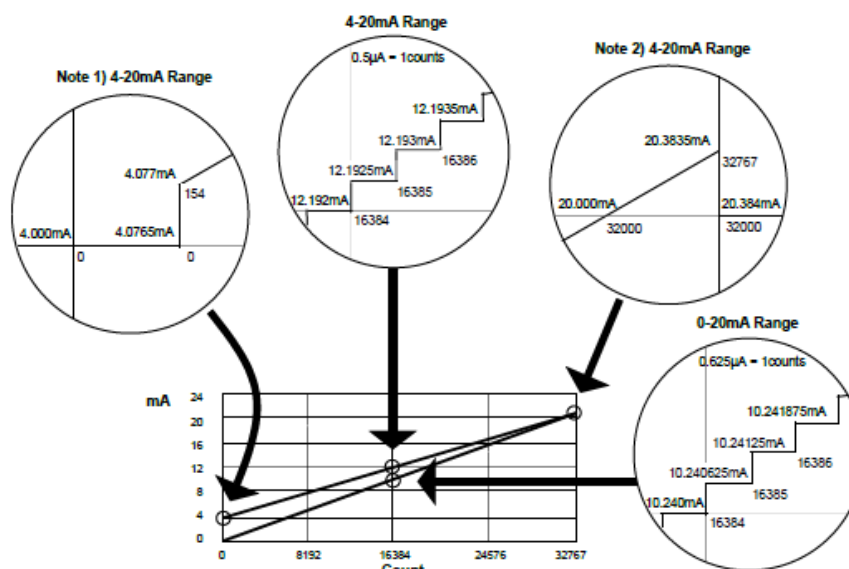 4-20mA Range
0.5µA = 1counts
12.1935mA
12.193mA
16386
12.1925mA
16385
12.192mA
16384
Note 1) 4-20mA Range
4.077mA
154
4.000mA
4.0765mA
0
0
Note 2) 4-20mA Range
20.3835mA
32767
20.000mA
20.384mA
32000
32000
0-20mA Range
0.625µA = 1counts
10.241875mA
10.24125mA
16386
10.240625mA
16385
10.240mA
16384
mA
24
20
16
12
8
4
0
0
8192
16384
24576
32767
Count